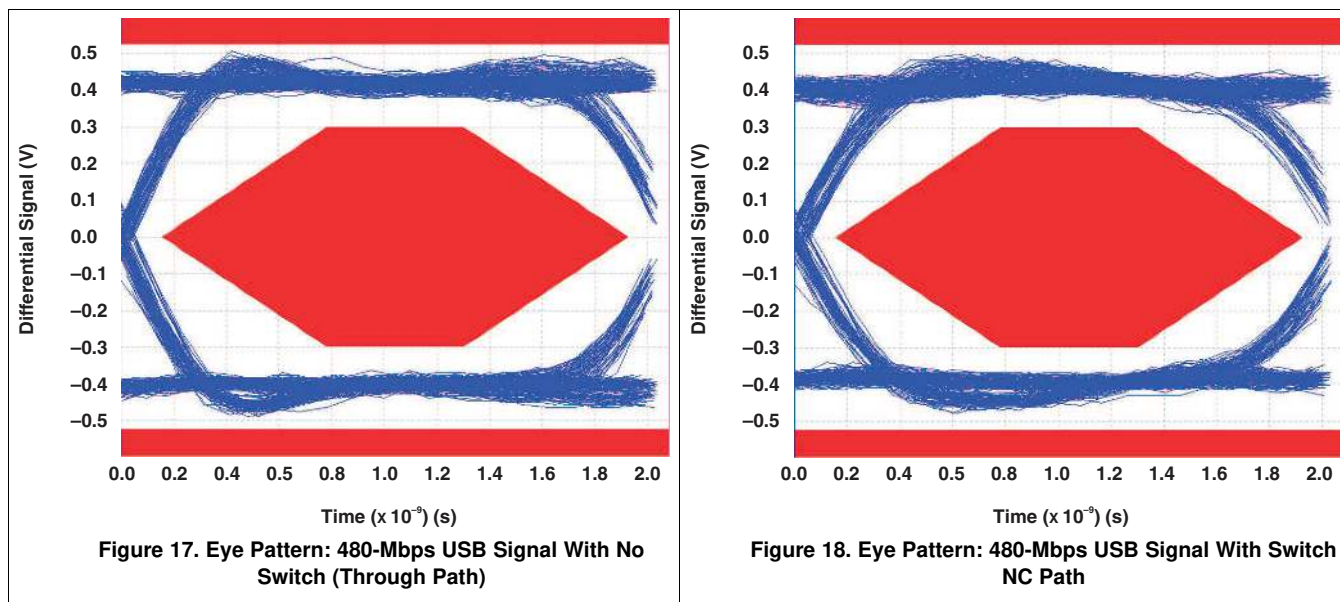 0.5
0.4
0.3
0.2
0.1
0.0
–0.1
–0.2
–0.3
–0.4
–0.5
Differential Signal (V)
0.0 0.2 0.4 0.5 0.8 1.0 1.2 1.4 1.6 1.8 2.0
Time (x 10⁻⁹) (s)
Figure 17. Eye Pattern: 480-Mbps USB Signal With No
Switch (Through Path)
0.5
0.4
0.3
0.2
0.1
0.0
–0.1
–0.2
–0.3
–0.4
–0.5
Differential Signal (V)
0.0 0.2 0.4 0.5 0.8 1.0 1.2 1.4 1.6 1.8 2.0
Time (x 10⁻⁹) (s)
Figure 18. Eye Pattern: 480-Mbps USB Signal With Switch
NC Path